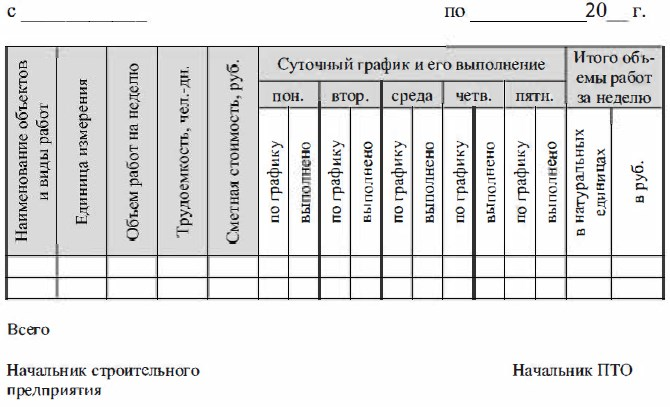 с ____________ по ____________20__ г.
Наименование объектов
и виды работ
Единица измерения
Объем работ на неделю
Трудоемкость, чел.-дн.
Сметная стоимость, руб.
Суточный график и его выполнение
Итого объ-
емы работ
за неделю
пон. втор. среда четв. пятн.
по графику
выполнено
по графику
выполнено
по графику
выполнено
по графику
выполнено
по графику
выполнено
в натуральных
единицах
в руб.
Всего
Начальник строительного
предприятия
Начальник ПТО